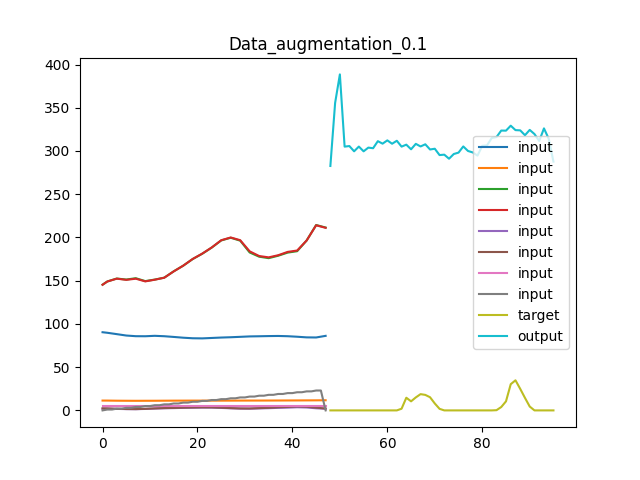 Data_augmentation_0.1
400
350
300
250
200
150
100
50
0
0
20
40
60
80
input
input
input
input
input
input
input
input
target
output